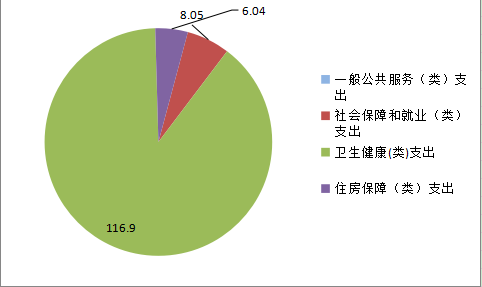 8.05
6.04
116.9
一般公共服务（类）支
出
社会保障和就业（类）
支出
卫生健康(类)支出
住房保障（类）支出